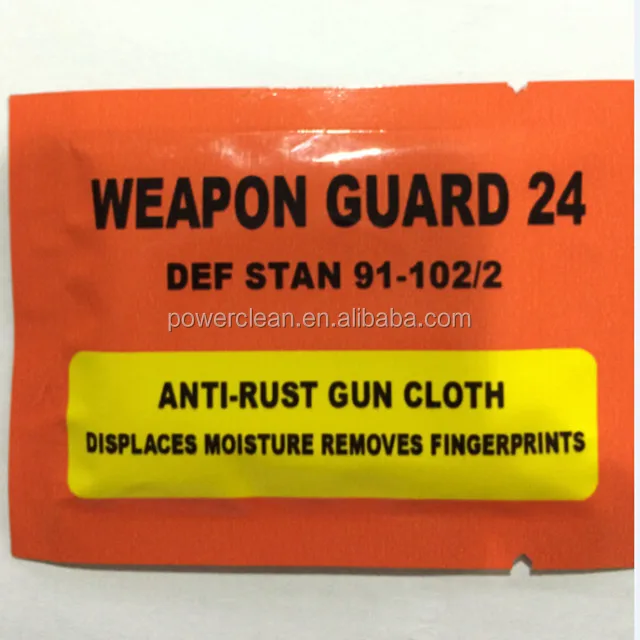 WEAPON GUARD 24
DEF STAN 91-102/2
powerclean.en.alibaba.com
ANTI-RUST GUN CLOTH
DISPLACES MOISTURE REMOVES FINGERPRINTS